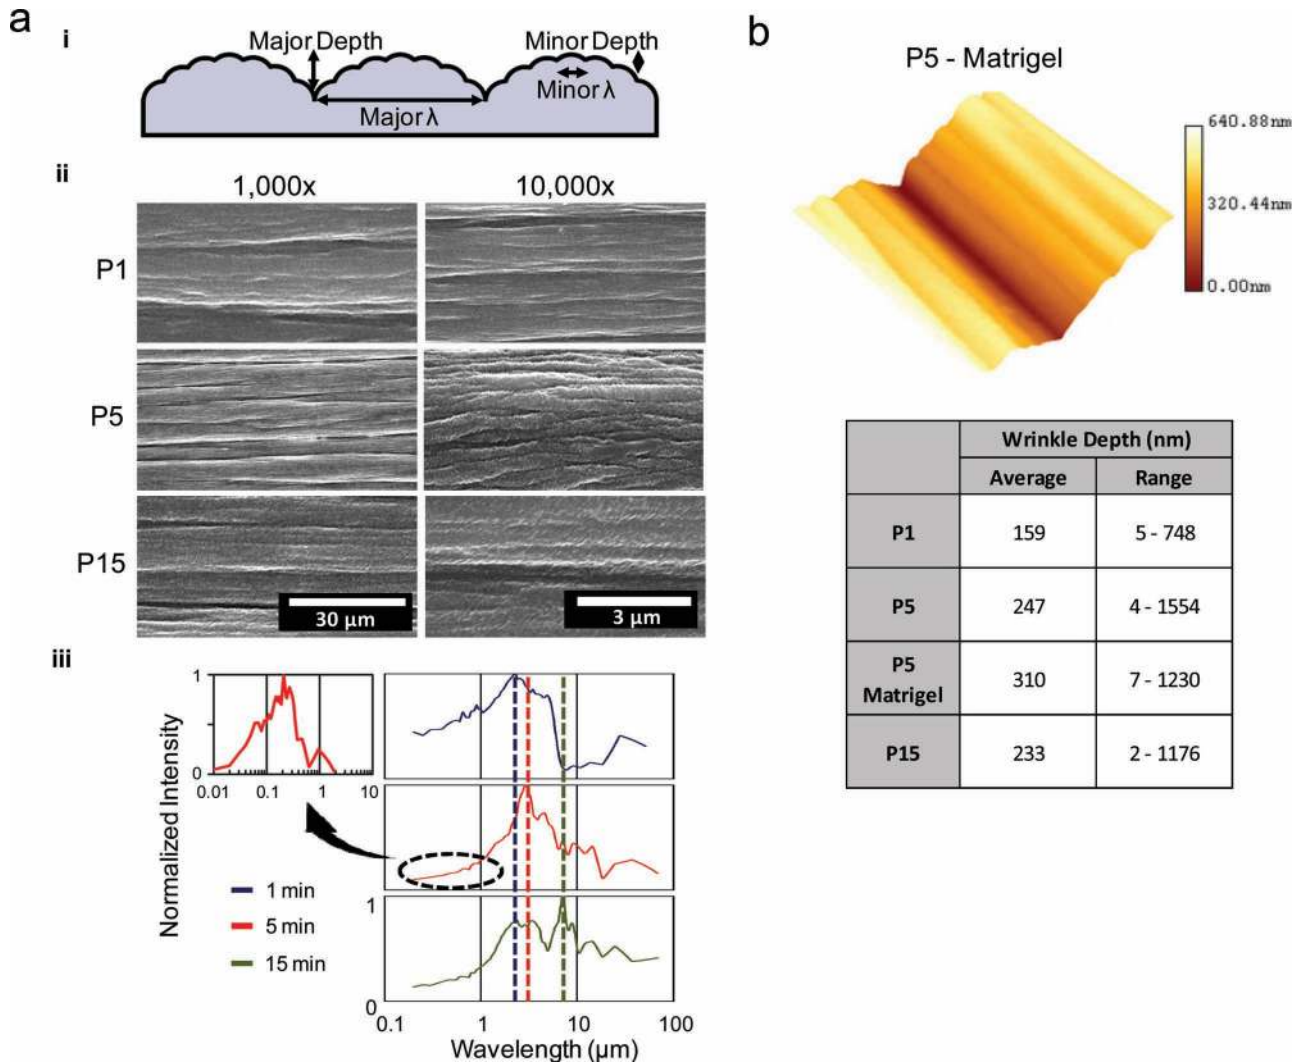 a
i
Major Depth
Minor Depth
Minor λ
Major λ
ii
1,000x
10,000x
P1
P5
P15
30 µm
3 µm
iii
Normalized Intensity
1
0
0.01
0.1
1
10
1 min
5 min
15 min
1
0
0.1
1
10
100
Wavelength (µm)
b
P5 - Matrigel
640.88nm
320.44nm
0.00nm
Wrinkle Depth (nm)
Average Range
P1 159 5 - 748
P5 247 4 - 1554
P5
Matrigel 310 7 - 1230
P15 233 2 - 1176